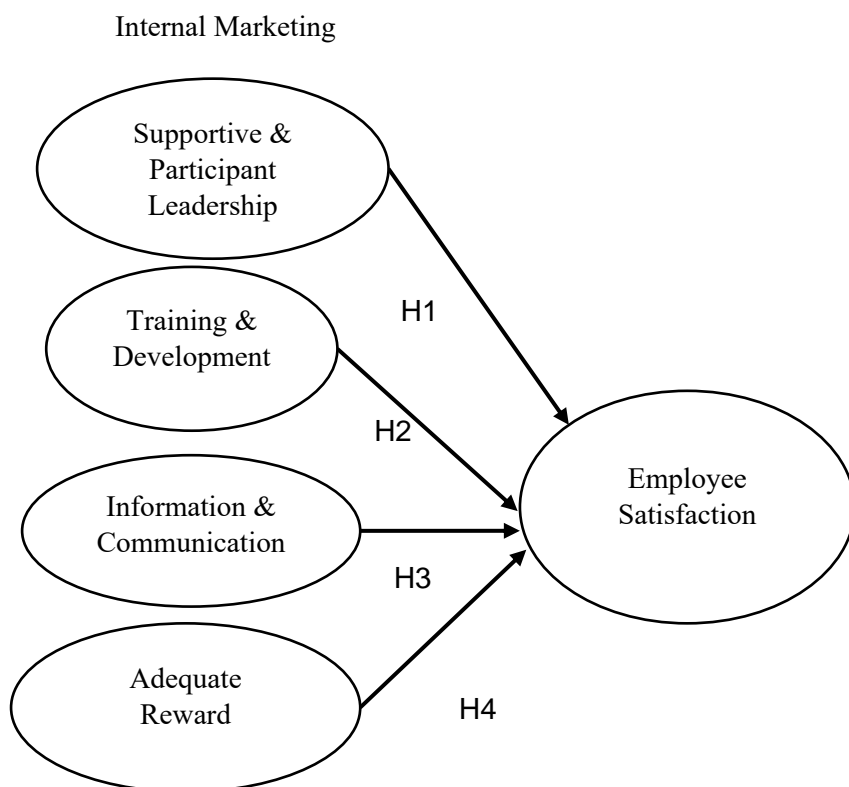 Internal Marketing
Supportive &
Participant
Leadership
H1
Training &
Development
H2
Employee
Satisfaction
Information &
Communication
H3
Adequate
Reward
H4